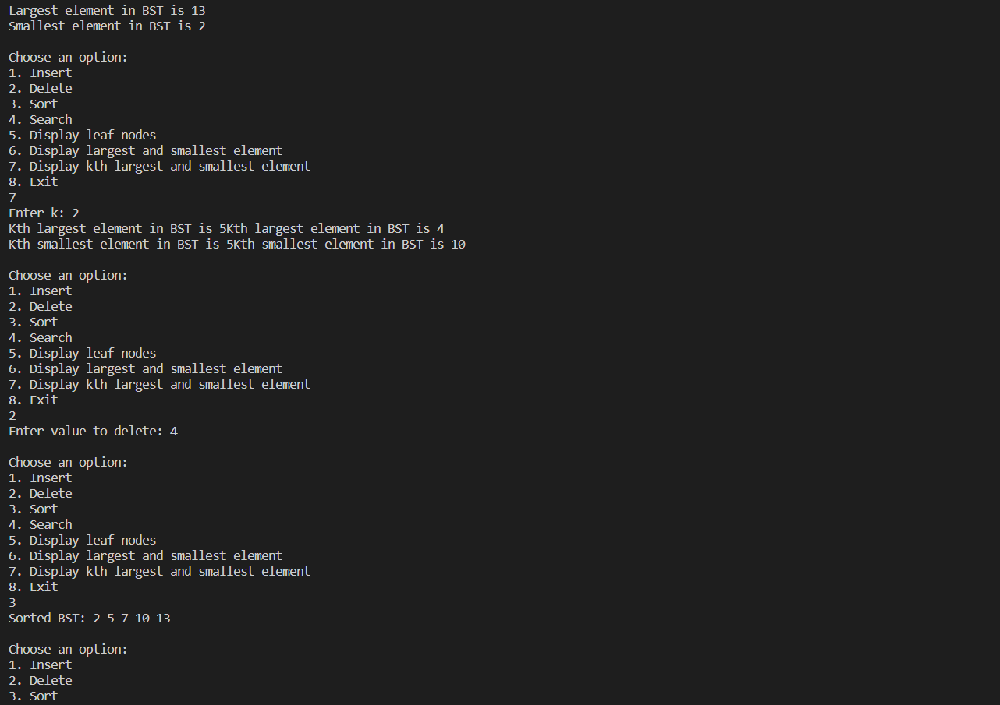 Largest element in BST is 13
Smallest element in BST is 2
Choose an option:
1. Insert
2. Delete
3. Sort
4. Search
5. Display leaf nodes
6. Display largest and smallest element
7. Display kth largest and smallest element
8. Exit
7
Enter k: 2
Kth largest element in BST is 5Kth largest element in BST is 4
Kth smallest element in BST is 5Kth smallest element in BST is 10
Choose an option:
1. Insert
2. Delete
3. Sort
4. Search
5. Display leaf nodes
6. Display largest and smallest element
7. Display kth largest and smallest element
8. Exit
2
Enter value to delete: 4
Choose an option:
1. Insert
2. Delete
3. Sort
4. Search
5. Display leaf nodes
6. Display largest and smallest element
7. Display kth largest and smallest element
8. Exit
3
Sorted BST: 2 5 7 10 13
Choose an option:
1. Insert
2. Delete
3. Sort